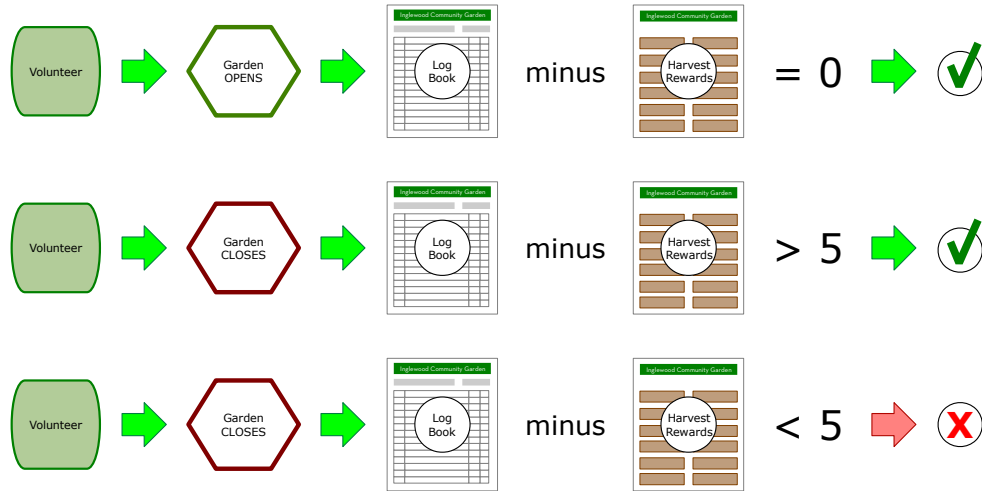 Volunteer
Garden
OPENS
Inglewood Community Garden
Log
Book
minus
Inglewood Community Garden
Harvest
Rewards
= 0
Volunteer
Garden
CLOSES
Inglewood Community Garden
Log
Book
minus
Inglewood Community Garden
Harvest
Rewards
> 5
Volunteer
Garden
CLOSES
Inglewood Community Garden
Log
Book
minus
Inglewood Community Garden
Harvest
Rewards
< 5
X